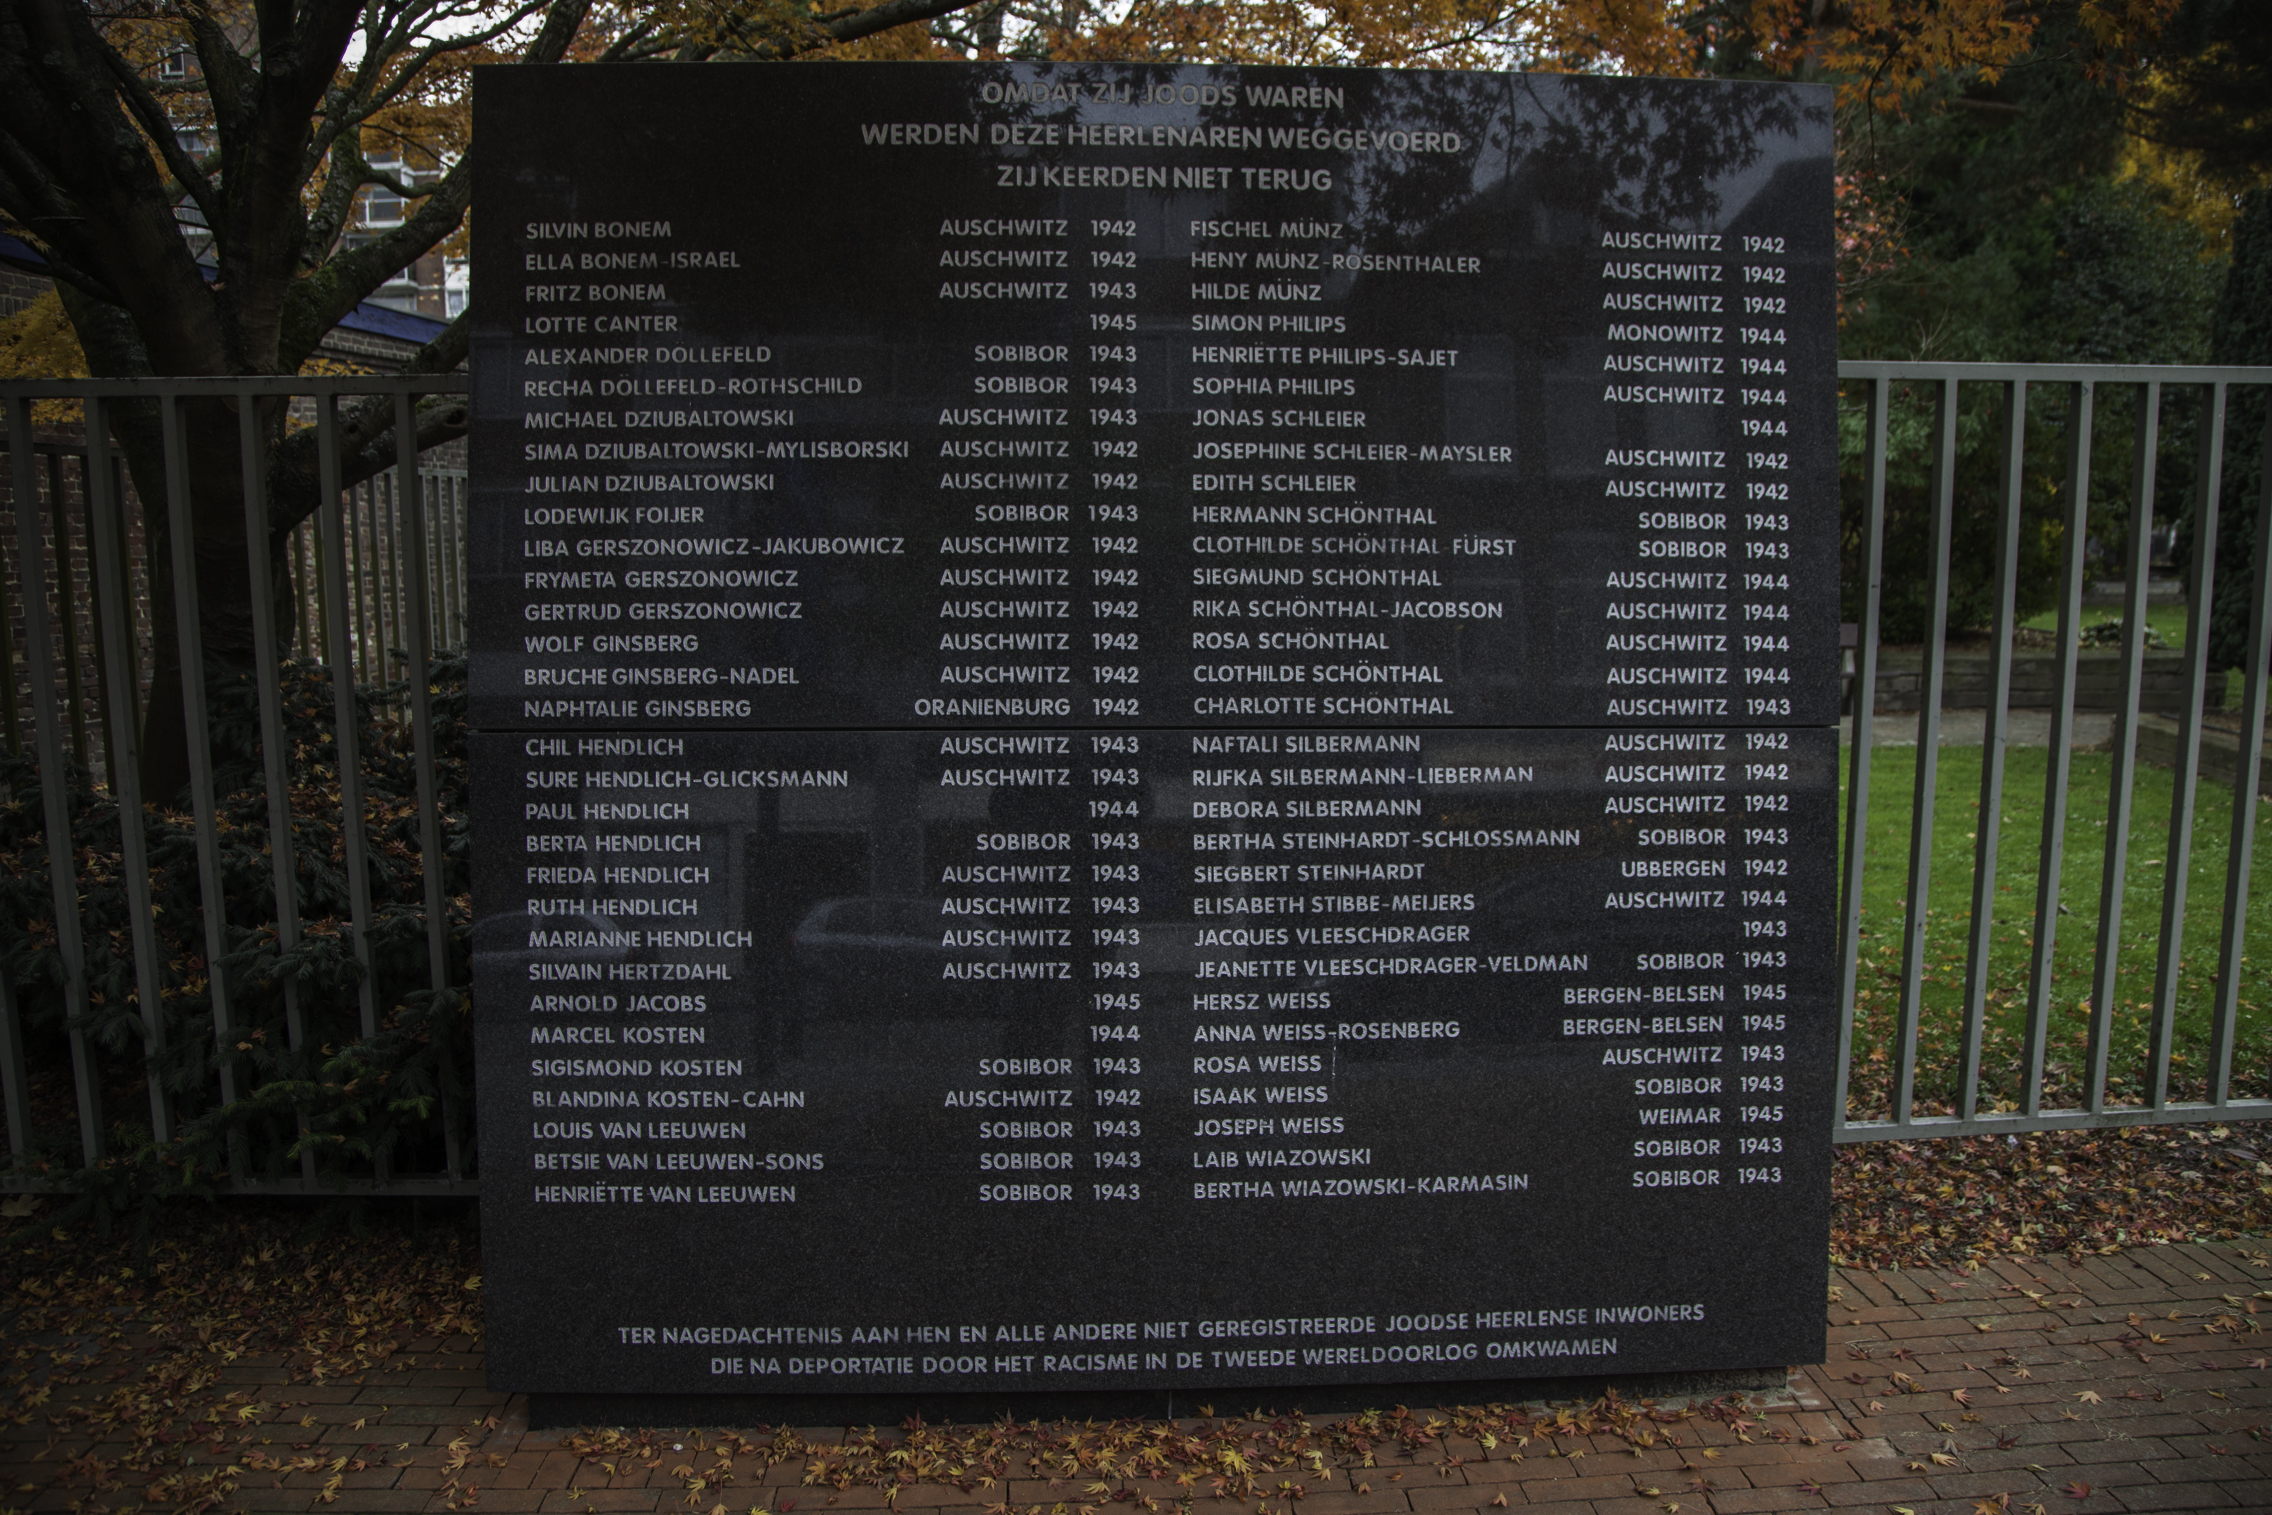 OMDAT ZIJ JOODS WAREN
WERDEN DEZE HEERLENAREN WEGGEVOERD
ZIJ KEERDEN NIET TERUG
SILVIN BONEM AUSCHWITZ 1942
ELLA BONEM-ISRAEL AUSCHWITZ 1942
FRITZ BONEM AUSCHWITZ 1943
LOTTE CANTER 1945
ALEXANDER DÖLLEFELD SOBIBOR 1943
RECHA DÖLLEFELD-ROTHSCHILD SOBIBOR 1943
MICHAEL DZIUBALTOWSKI AUSCHWITZ 1943
SIMA DZIUBALTOWSKI-MYLISBORSKI AUSCHWITZ 1942
JULIAN DZIUBALTOWSKI AUSCHWITZ 1942
LODEWIJK FOIJER SOBIBOR 1943
LIBA GERSZONOWICZ-JAKUBOWICZ AUSCHWITZ 1942
FRYMETA GERSZONOWICZ AUSCHWITZ 1942
GERTRUD GERSZONOWICZ AUSCHWITZ 1942
WOLF GINSBERG AUSCHWITZ 1942
BRUCHE GINSBERG-NADEL AUSCHWITZ 1942
NAPHTALIE GINSBERG ORANIENBURG 1942
CHIL HENDLICH AUSCHWITZ 1943
SURE HENDLICH-GLICKSMANN AUSCHWITZ 1943
PAUL HENDLICH 1944
BERTA HENDLICH SOBIBOR 1943
FRIEDA HENDLICH AUSCHWITZ 1943
RUTH HENDLICH AUSCHWITZ 1943
MARIANNE HENDLICH AUSCHWITZ 1943
SILVAIN HERTZDAHL AUSCHWITZ 1943
ARNOLD JACOBS 1945
MARCEL KOSTEN 1944
SIGISMOND KOSTEN SOBIBOR 1943
BLANDINA KOSTEN-CAHN AUSCHWITZ 1942
LOUIS VAN LEEUWEN SOBIBOR 1943
BETSIE VAN LEEUWEN-SONS SOBIBOR 1943
HENRIËTTE VAN LEEUWEN SOBIBOR 1943
FISCHEL MÜNZ AUSCHWITZ 1942
HENY MÜNZ-ROSENTHALER AUSCHWITZ 1942
HILDE MÜNZ AUSCHWITZ 1942
SIMON PHILIPS MONOWITZ 1944
HENRIËTTE PHILIPS-SAJET AUSCHWITZ 1944
SOPHIA PHILIPS AUSCHWITZ 1944
JONAS SCHLEIER 1944
JOSEPHINE SCHLEIER-MAYSLER AUSCHWITZ 1942
EDITH SCHLEIER AUSCHWITZ 1942
HERMANN SCHÖNTHAL SOBIBOR 1943
CLOTHILDE SCHÖNTHAL FÜRST SOBIBOR 1943
SIEGMUND SCHÖNTHAL AUSCHWITZ 1944
RIKA SCHÖNTHAL-JACOBSON AUSCHWITZ 1944
ROSA SCHÖNTHAL AUSCHWITZ 1944
CLOTHILDE SCHÖNTHAL AUSCHWITZ 1944
CHARLOTTE SCHÖNTHAL AUSCHWITZ 1943
NAFTALI SILBERMANN AUSCHWITZ 1942
RIJFKA SILBERMANN-LIEBERMAN AUSCHWITZ 1942
DEBORA SILBERMANN AUSCHWITZ 1942
BERTHA STEINHARDT-SCHLOSSMANN SOBIBOR 1943
SIEGBERT STEINHARDT UBBERGEN 1942
ELISABETH STIBBE-MEIJERS AUSCHWITZ 1944
JACQUES VLEESCHDRAGER 1943
JEANETTE VLEESCHDRAGER-VELDMAN SOBIBOR 1943
HERSZ WEISS BERGEN-BELSEN 1945
ANNA WEISS-ROSENBERG BERGEN-BELSEN 1945
ROSA WEISS AUSCHWITZ 1943
ISAAK WEISS SOBIBOR 1943
JOSEPH WEISS WEIMAR 1945
LAIB WIAZOWSKI SOBIBOR 1943
BERTHA WIAZOWSKI-KARMASIN SOBIBOR 1943
TER NAGEDACHTENIS AAN HEN EN ALLE ANDERE NIET GEREGISTREERDE JOODSE HEERLENSE INWONERS
DIE NA DEPORTATIE DOOR HET RACISME IN DE TWEEDE WERELDOORLOG OMKWAMEN